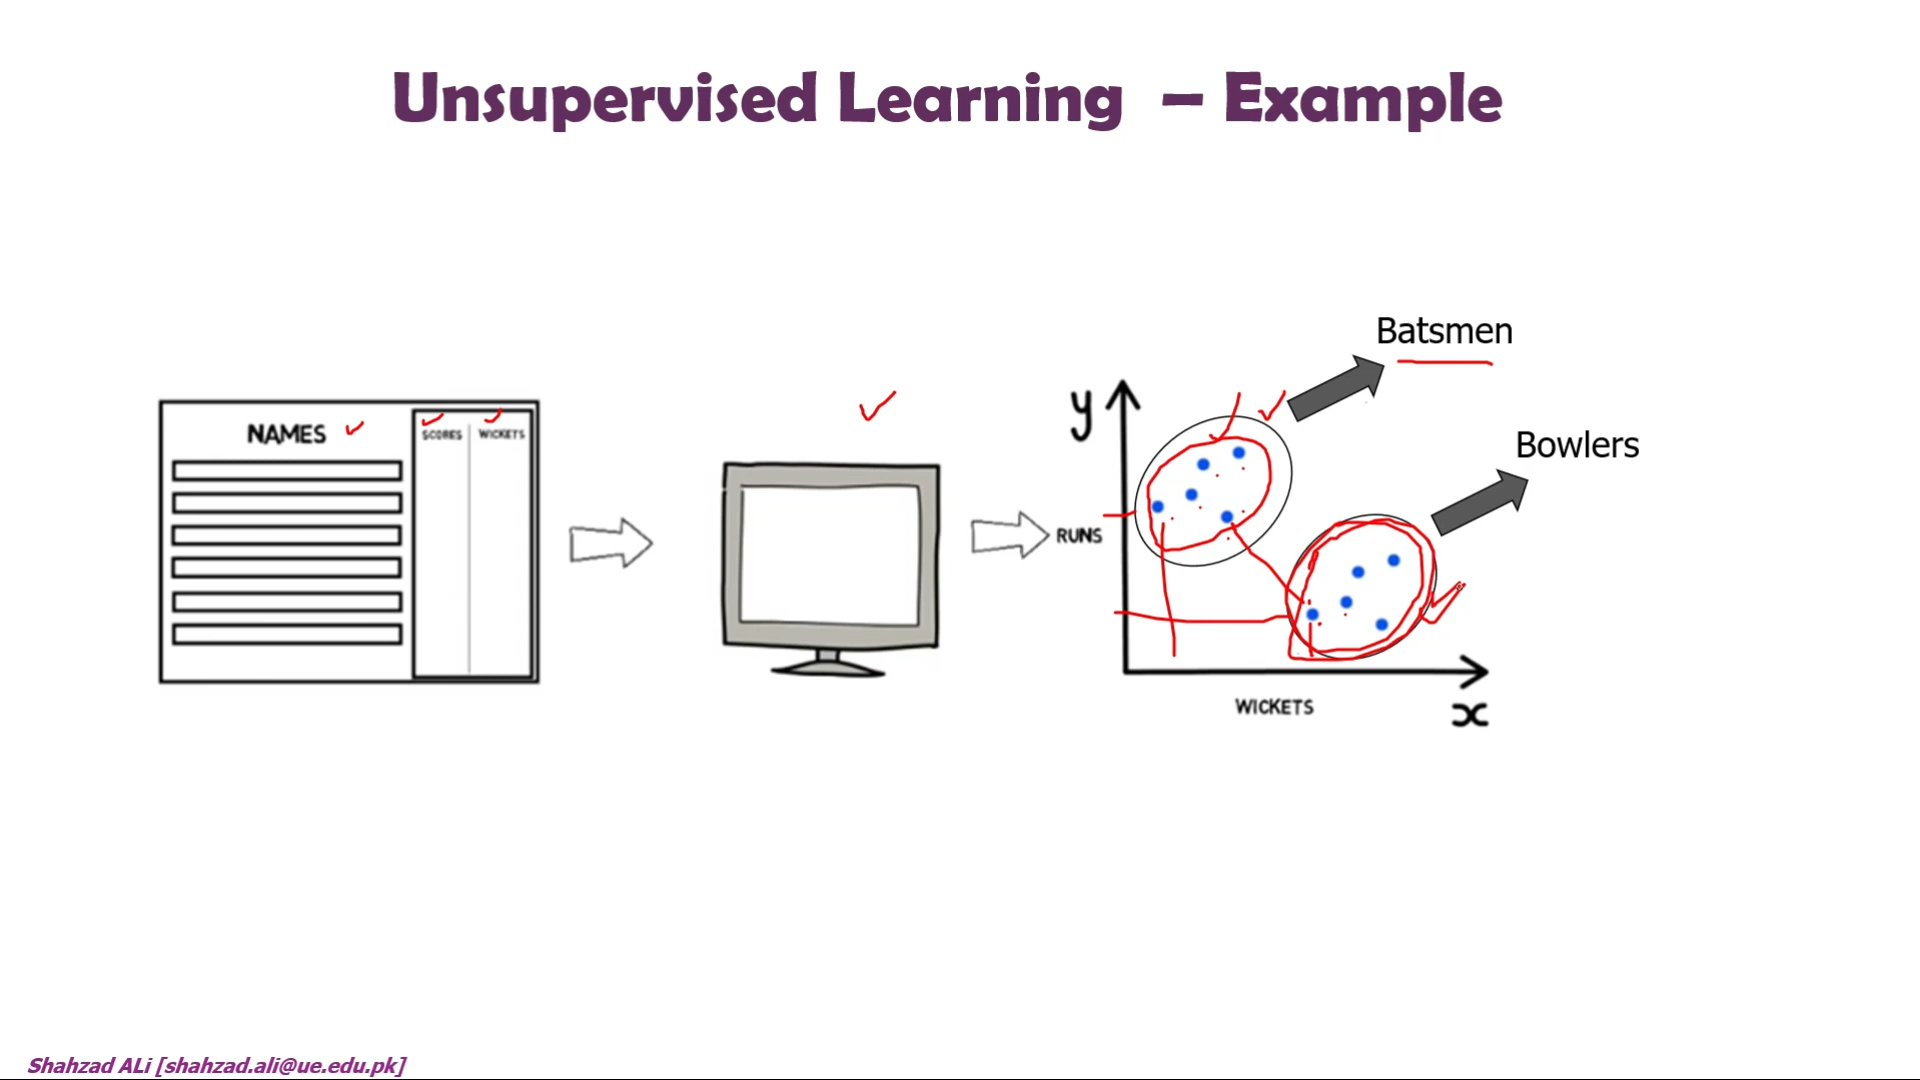 Unsupervised Learning – Example
Batsmen
Bowlers
NAMES
SCORES
WICKETS
y
RUNS
WICKETS
x
Shahzad ALi [shahzad.ali@ue.edu.pk]